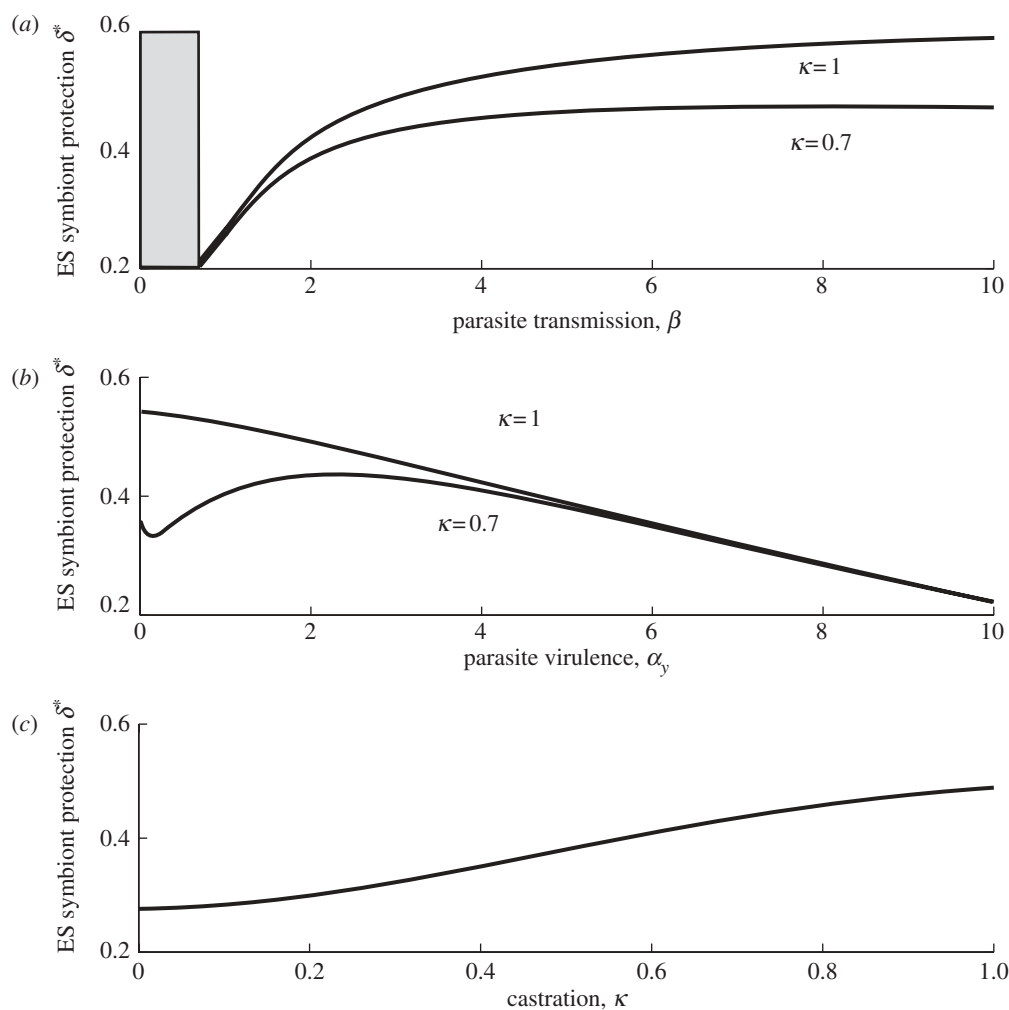 (a)
ES symbiont protection δ*
0.6
0.4
0.2
κ=1
κ=0.7
0 2 4 6 8 10
parasite transmission, β
(b)
ES symbiont protection δ*
0.6
0.4
0.2
κ=1
κ=0.7
0 2 4 6 8 10
parasite virulence, αy
(c)
ES symbiont protection δ*
0.6
0.4
0.2
0 0.2 0.4 0.6 0.8 1.0
castration, κ